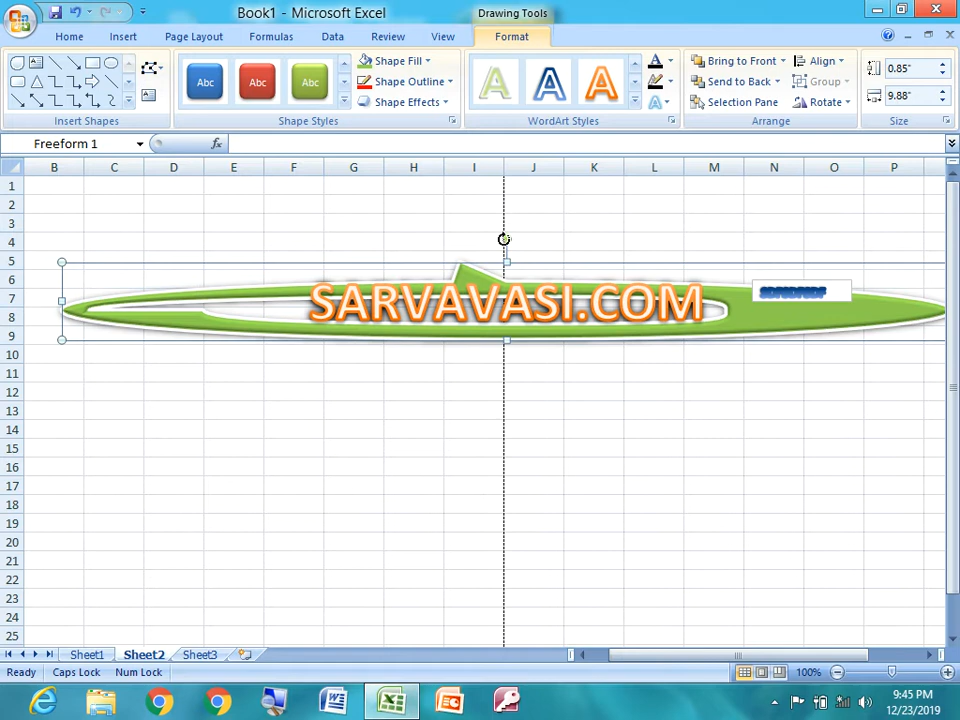 Book1 - Microsoft Excel
Drawing Tools
Home Insert Page Layout Formulas Data Review View Format
Abc Abc Abc
Shape Fill
Shape Outline
Shape Effects
A A A
A
A
Bring to Front
Send to Back
Selection Pane
Align
Group
Rotate
0.85"
9.88"
Insert Shapes
Shape Styles
WordArt Styles
Arrange
Size
Freeform 1
fx
B C D E F G H I J K L M N O P
1
2
3
4
5
6
7
8
9
10
11
12
13
14
15
16
17
18
19
20
21
22
23
24
25
SARVAVASI.COM
Sheet1 Sheet2 Sheet3
Ready Caps Lock Num Lock
100%
9:45 PM
12/23/2019